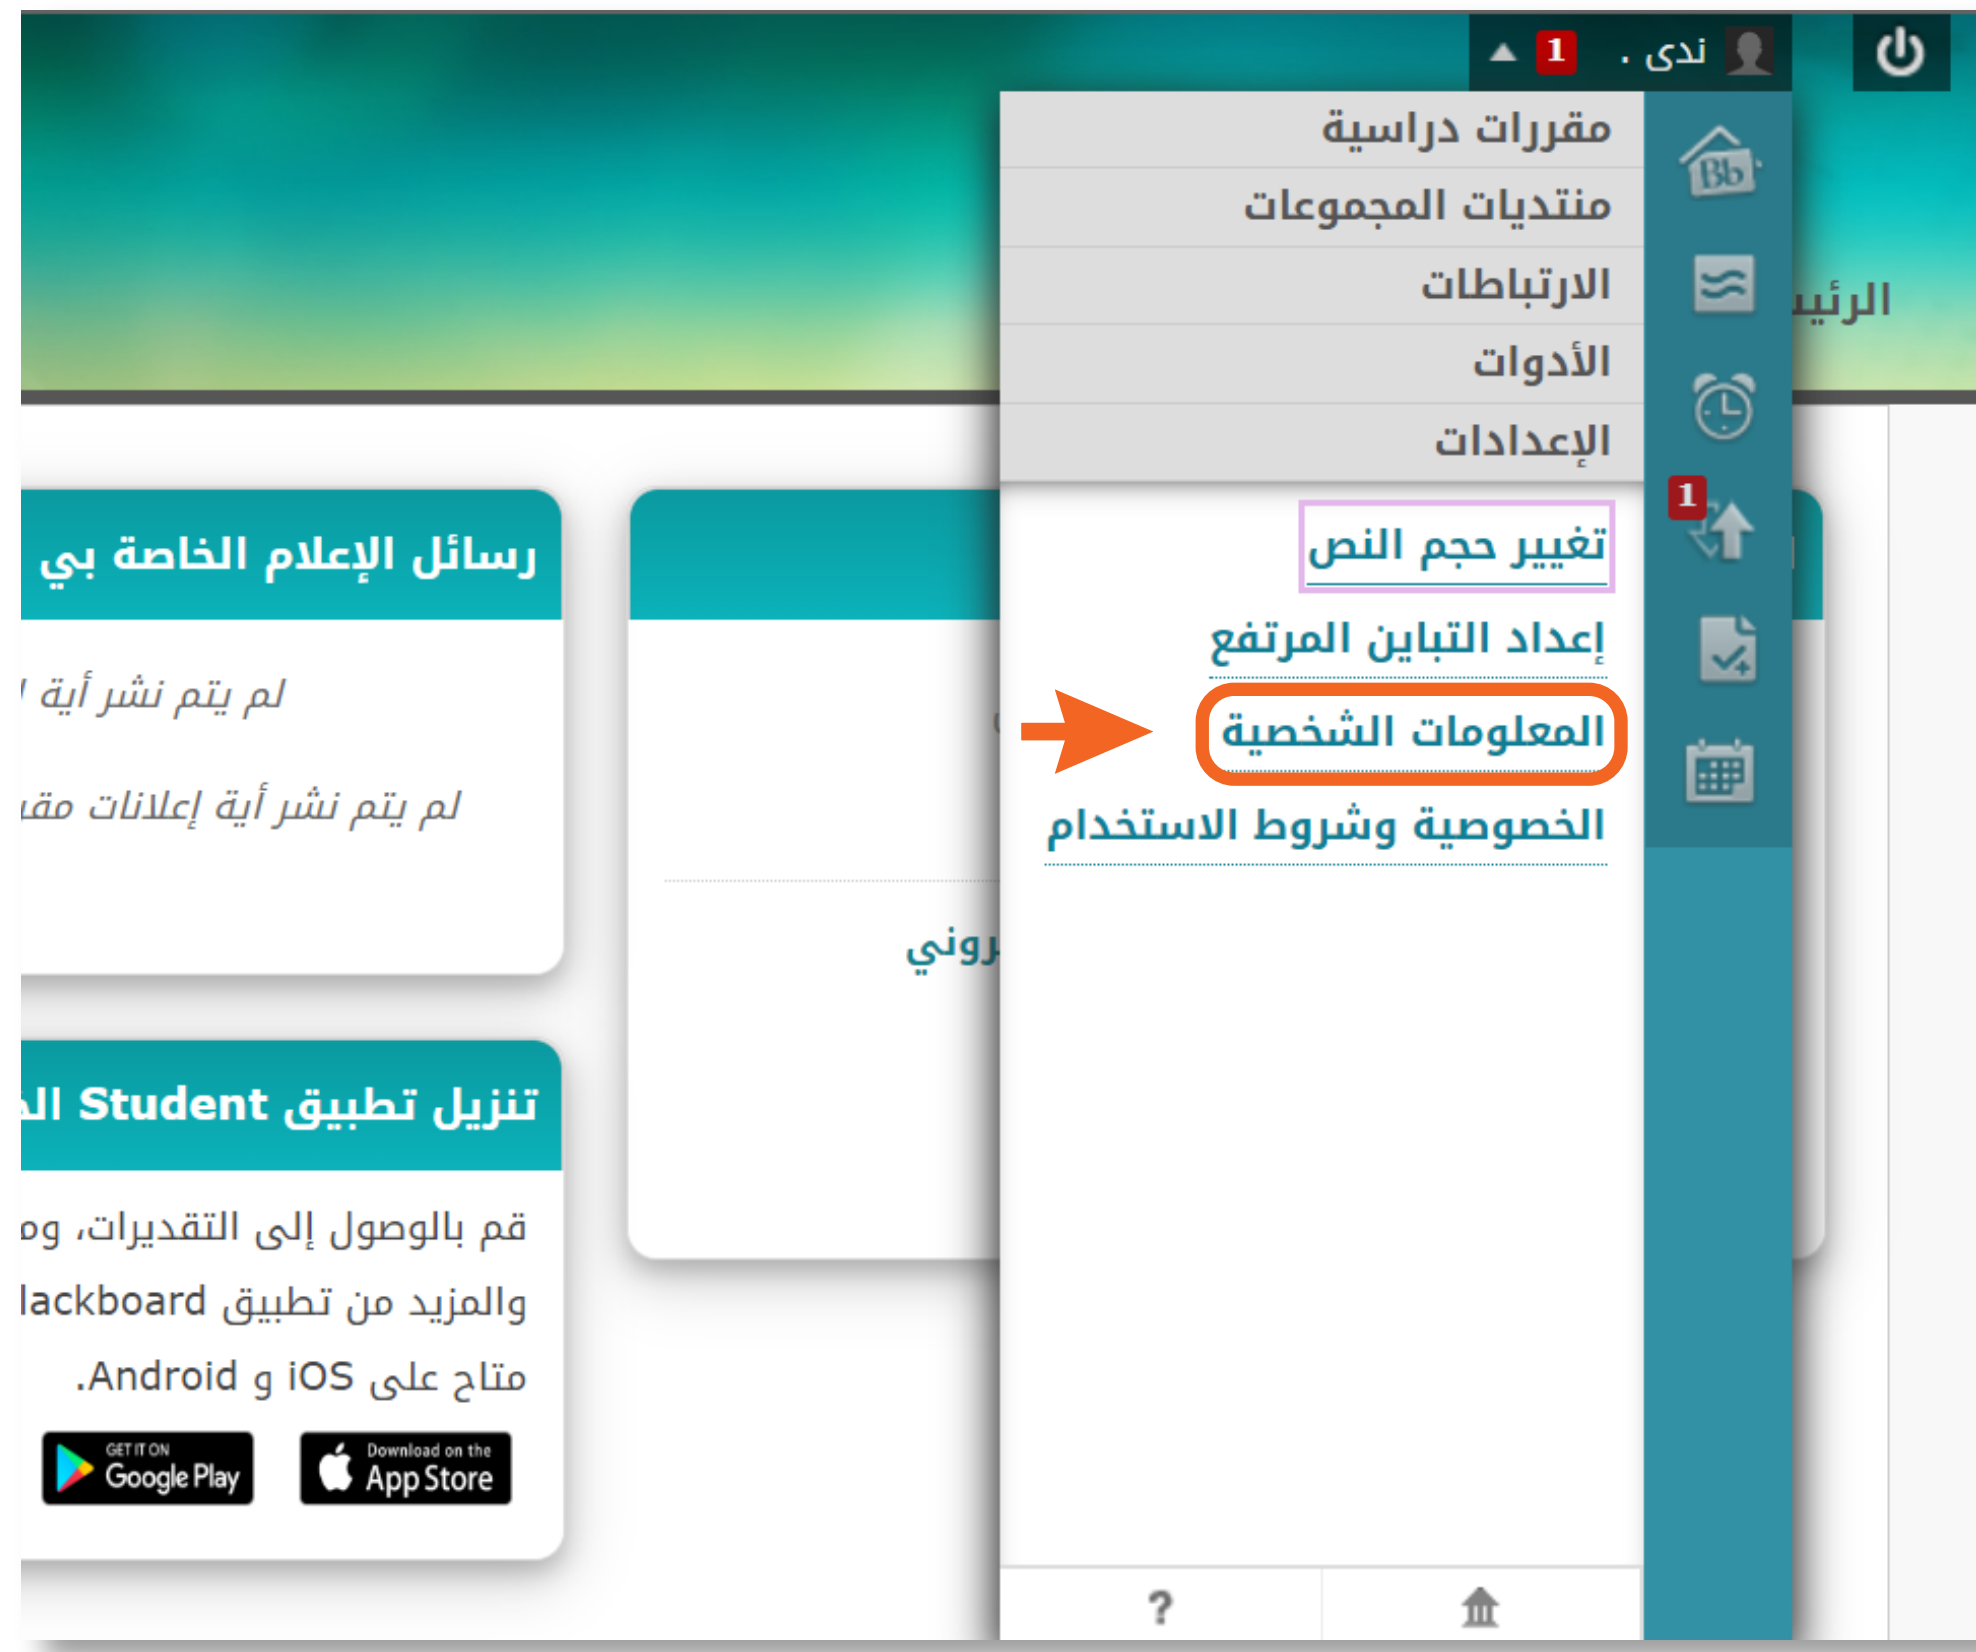 ندى .
1
مقررات دراسية
منتديات المجموعات
الارتباطات
الأدوات
الإعدادات
Bb
1
تغيير حجم النص
إعداد التباين المرتفع
المعلومات الشخصية
الخصوصية وشروط الاستخدام
?
رسائل الإعلام الخاصة بي
لم يتم نشر أية
لم يتم نشر أية إعلانات
تنزيل تطبيق Student
قم بالوصول إلى التقديرات،
والمزيد من تطبيق lackboard
متاح على iOS و Android.
GET IT ON
Google Play
Download on the
App Store